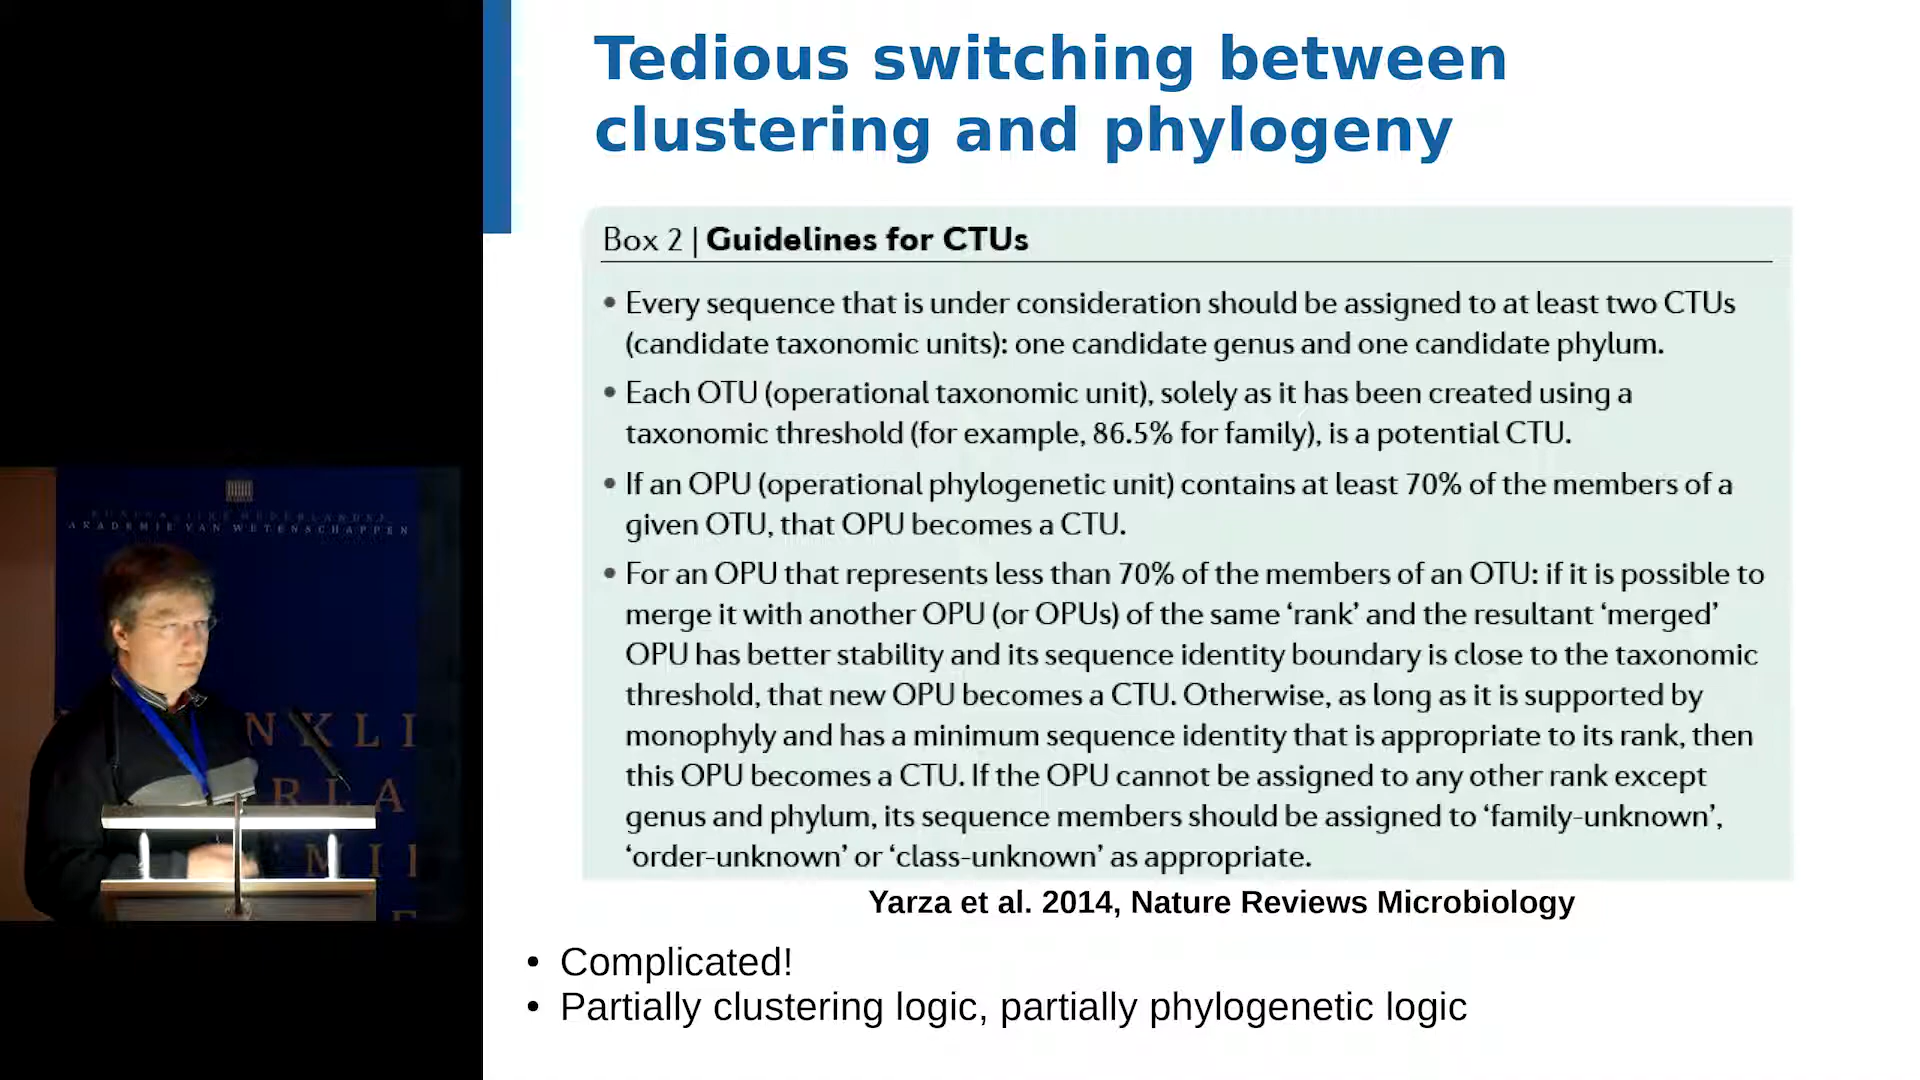 Tedious switching between
clustering and phylogeny
Box 2 | Guidelines for CTUs
• Every sequence that is under consideration should be assigned to at least two CTUs
(candidate taxonomic units): one candidate genus and one candidate phylum.
• Each OTU (operational taxonomic unit), solely as it has been created using a
taxonomic threshold (for example, 86.5% for family), is a potential CTU.
• If an OPU (operational phylogenetic unit) contains at least 70% of the members of a
given OTU, that OPU becomes a CTU.
• For an OPU that represents less than 70% of the members of an OTU: if it is possible to
merge it with another OPU (or OPUs) of the same ‘rank’ and the resultant ‘merged’
OPU has better stability and its sequence identity boundary is close to the taxonomic
threshold, that new OPU becomes a CTU. Otherwise, as long as it is supported by
monophyly and has a minimum sequence identity that is appropriate to its rank, then
this OPU becomes a CTU. If the OPU cannot be assigned to any other rank except
genus and phylum, its sequence members should be assigned to ‘family-unknown’,
‘order-unknown’ or ‘class-unknown’ as appropriate.
Yarza et al. 2014, Nature Reviews Microbiology
• Complicated!
• Partially clustering logic, partially phylogenetic logic
AKADEMIE VAN WETENSCHAPPEN
NKLI
RLA
MII